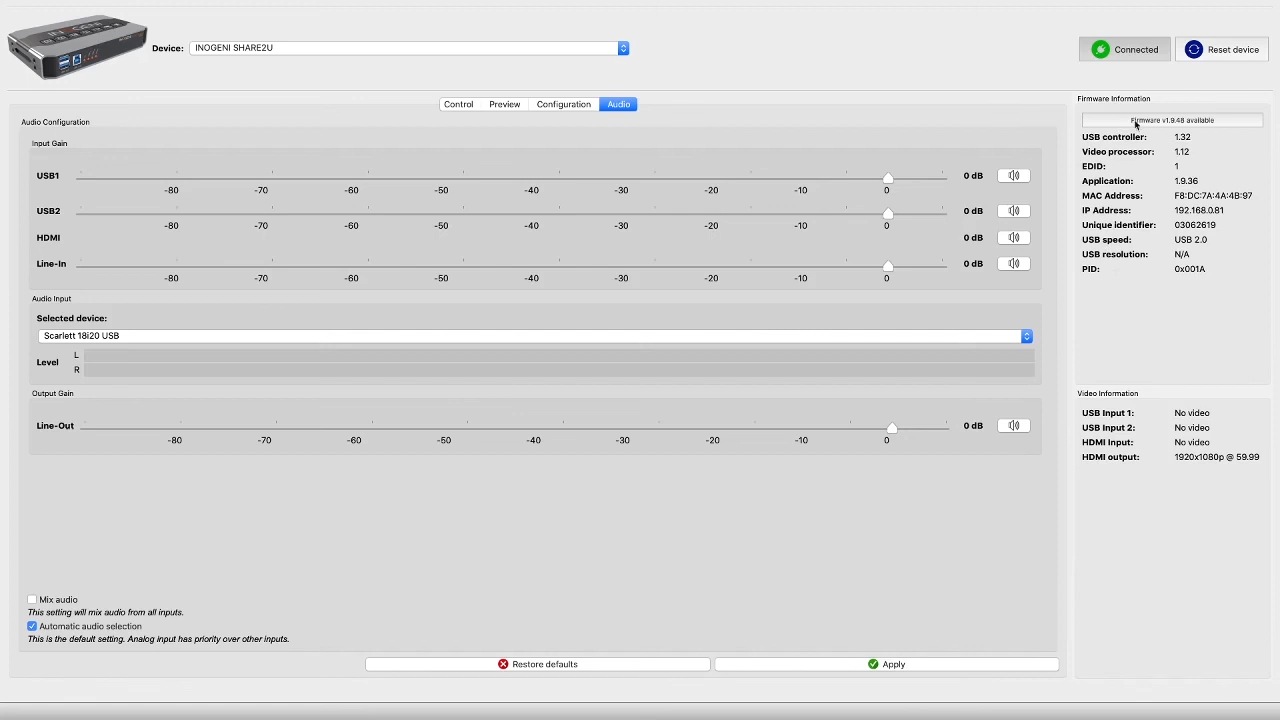 Device: INOGENI SHARE2U
Connected Reset device
Control Preview Configuration Audio
Audio Configuration
Input Gain
USB1 0 dB
-80 -70 -60 -50 -40 -30 -20 -10 0
USB2 0 dB
-80 -70 -60 -50 -40 -30 -20 -10 0
HDMI 0 dB
Line-In 0 dB
-80 -70 -60 -50 -40 -30 -20 -10 0
Audio Input
Selected device:
Scarlett 18i20 USB
Level L
R
Output Gain
Line-Out 0 dB
-80 -70 -60 -50 -40 -30 -20 -10 0
Mix audio
This setting will mix audio from all inputs.
Automatic audio selection
This is the default setting. Analog input has priority over other inputs.
Restore defaults Apply
Firmware Information
Firmware v1.9.48 available
USB controller: 1.32
Video processor: 1.12
EDID: 1
Application: 1.9.36
MAC Address: F8:DC:7A:4A:4B:97
IP Address: 192.168.0.81
Unique identifier: 03062619
USB speed: USB 2.0
USB resolution: N/A
PID: 0x001A
Video Information
USB Input 1: No video
USB Input 2: No video
HDMI Input: No video
HDMI output: 1920x1080p @ 59.99